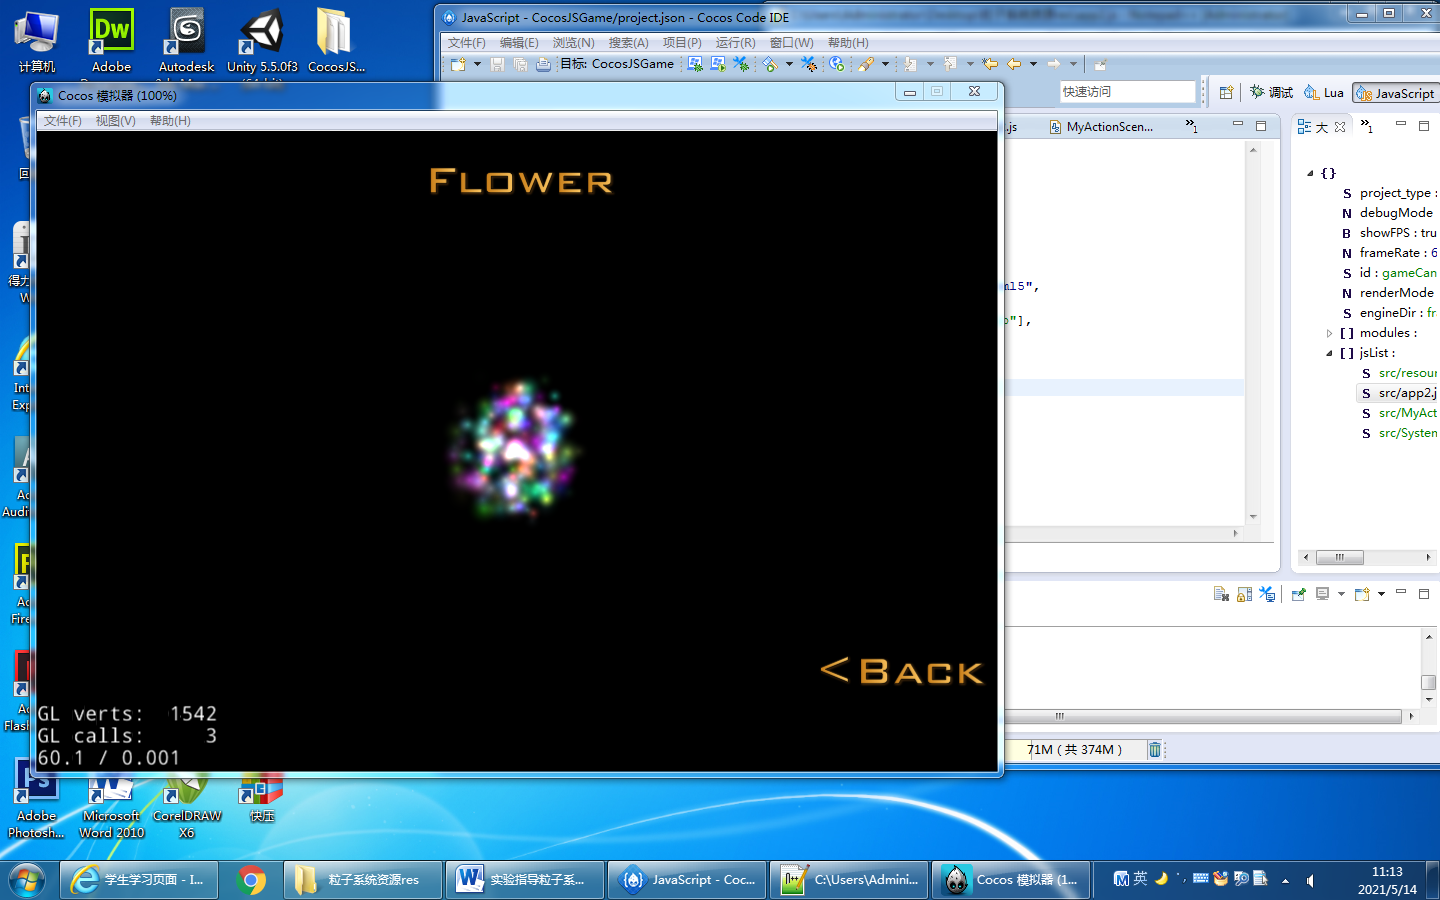 计算机
Adobe
Autodesk
Unity 5.5.0f3
CocosJS...
JavaScript - CocosJSGame/project.json - Cocos Code IDE
文件(F) 编辑(E) 浏览(N) 搜索(A) 项目(P) 运行(R) 窗口(W) 帮助(H)
目标: CocosJSGame
快速访问
调试
Lua
JavaScript
Cocos 模拟器 (100%)
文件(F) 视图(V) 帮助(H)
FLOWER
<BACK
GL verts: 1542
GL calls: 3
60.1 / 0.001
.js
MyActionScen...
"1
大
"1
ml5",
"],
{}
S project_type :
N debugMode
B showFPS : tru
N frameRate : 6
S id : gameCan
N renderMode
S engineDir : fr
[ ] modules :
[ ] jsList :
S src/resour
S src/app2.j
S src/MyAct
S src/System
71M ( 共 374M )
回
得力
W
Int
Exp
Ac
Audit
Ac
Fire
Ac
Flash
Adobe
Photosh...
Microsoft
Word 2010
CorelDRAW
X6
快压
学生学习页面 - I...
粒子系统资源res
实验指导粒子系...
JavaScript - Coc...
C:\Users\Admini...
Cocos 模拟器 (1...
英
11:13
2021/5/14